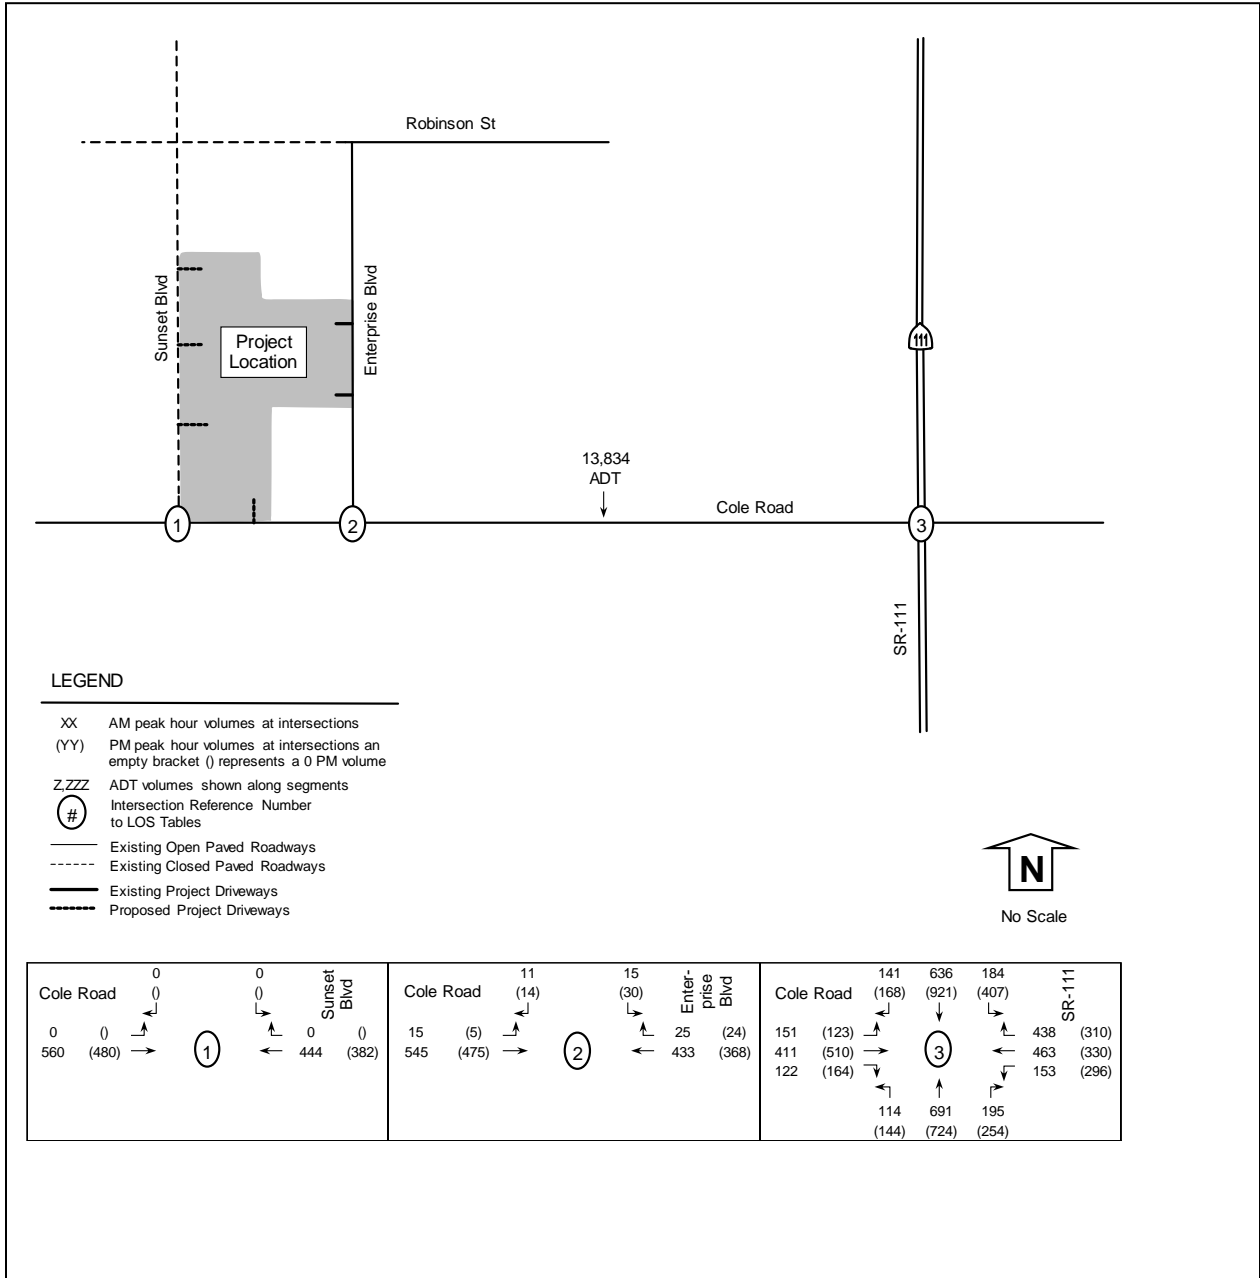 Robinson St
Sunset Blvd
Project
Location
Enterprise Blvd
111
13,834
ADT
Cole Road
1
2
3
SR-111
LEGEND
XX AM peak hour volumes at intersections
(YY) PM peak hour volumes at intersections an
empty bracket () represents a 0 PM volume
Z,ZZZ ADT volumes shown along segments
# Intersection Reference Number
to LOS Tables
Existing Open Paved Roadways
Existing Closed Paved Roadways
Existing Project Driveways
Proposed Project Driveways
N
No Scale
0 0
Cole Road () () Sunset
Blvd
0 () 0 ()
560 (480) 1 444 (382)
11 15
Cole Road (14) (30) Enter-
prise
Blvd
15 (5) 25 (24)
545 (475) 2 433 (368)
141 636 184
Cole Road (168) (921) (407) SR-111
151 (123) 438 (310)
411 (510) 3 463 (330)
122 (164) 153 (296)
114 691 195
(144) (724) (254)